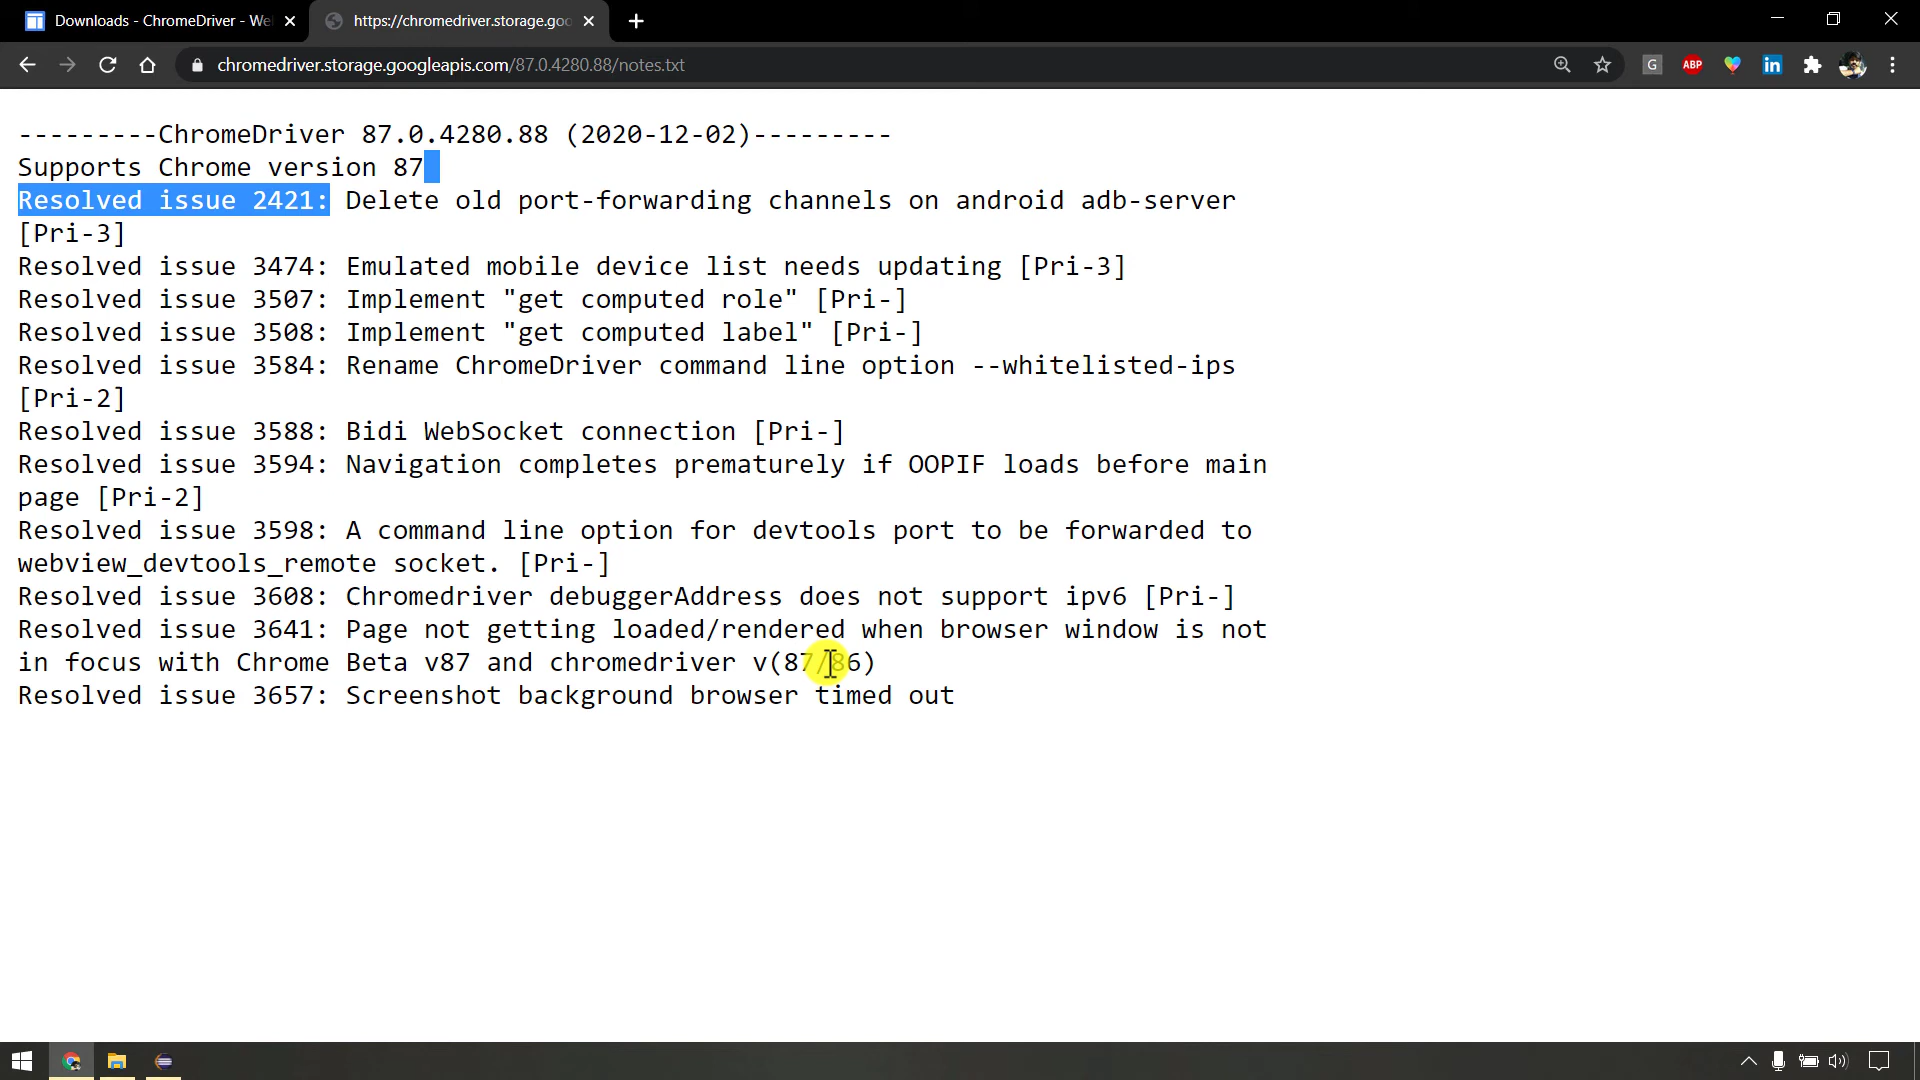 Downloads - ChromeDriver - We
https://chromedriver.storage.goo
chromedriver.storage.googleapis.com/87.0.4280.88/notes.txt
G
ABP
in
---------ChromeDriver 87.0.4280.88 (2020-12-02)---------
Supports Chrome version 87
Resolved issue 2421: Delete old port-forwarding channels on android adb-server
[Pri-3]
Resolved issue 3474: Emulated mobile device list needs updating [Pri-3]
Resolved issue 3507: Implement "get computed role" [Pri-]
Resolved issue 3508: Implement "get computed label" [Pri-]
Resolved issue 3584: Rename ChromeDriver command line option --whitelisted-ips
[Pri-2]
Resolved issue 3588: Bidi WebSocket connection [Pri-]
Resolved issue 3594: Navigation completes prematurely if OOPIF loads before main
page [Pri-2]
Resolved issue 3598: A command line option for devtools port to be forwarded to
webview_devtools_remote socket. [Pri-]
Resolved issue 3608: Chromedriver debuggerAddress does not support ipv6 [Pri-]
Resolved issue 3641: Page not getting loaded/rendered when browser window is not
in focus with Chrome Beta v87 and chromedriver v(87/86)
Resolved issue 3657: Screenshot background browser timed out